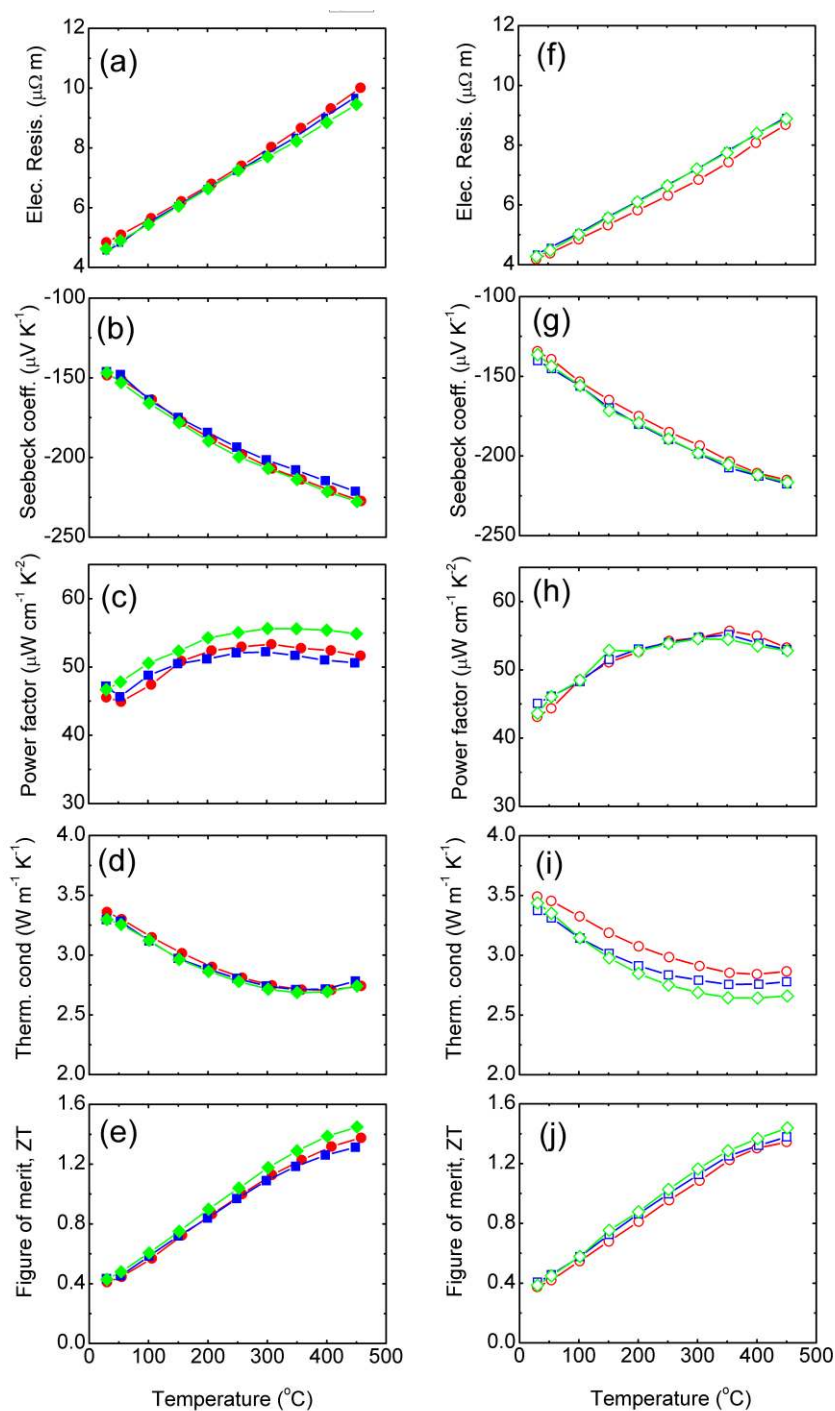 (a)
Elec. Resis. (μΩ m)
12
10
8
6
4
(b)
Seebeck coeff. (μV K⁻¹)
-100
-150
-200
-250
(c)
Power factor (μW cm⁻¹ K⁻²)
60
50
40
30
(d)
Therm. cond (W m⁻¹ K⁻¹)
4.0
3.5
3.0
2.5
2.0
(e)
Figure of merit, ZT
1.6
1.2
0.8
0.4
0.0
0 100 200 300 400 500
Temperature (°C)
(f)
Elec. Resis. (μΩ m)
12
10
8
6
4
(g)
Seebeck coeff. (μV K⁻¹)
-100
-150
-200
-250
(h)
Power factor (μW cm⁻¹ K⁻²)
60
50
40
30
(i)
Therm. cond (W m⁻¹ K⁻¹)
4.0
3.5
3.0
2.5
2.0
(j)
Figure of merit, ZT
1.6
1.2
0.8
0.4
0.0
0 100 200 300 400 500
Temperature (°C)